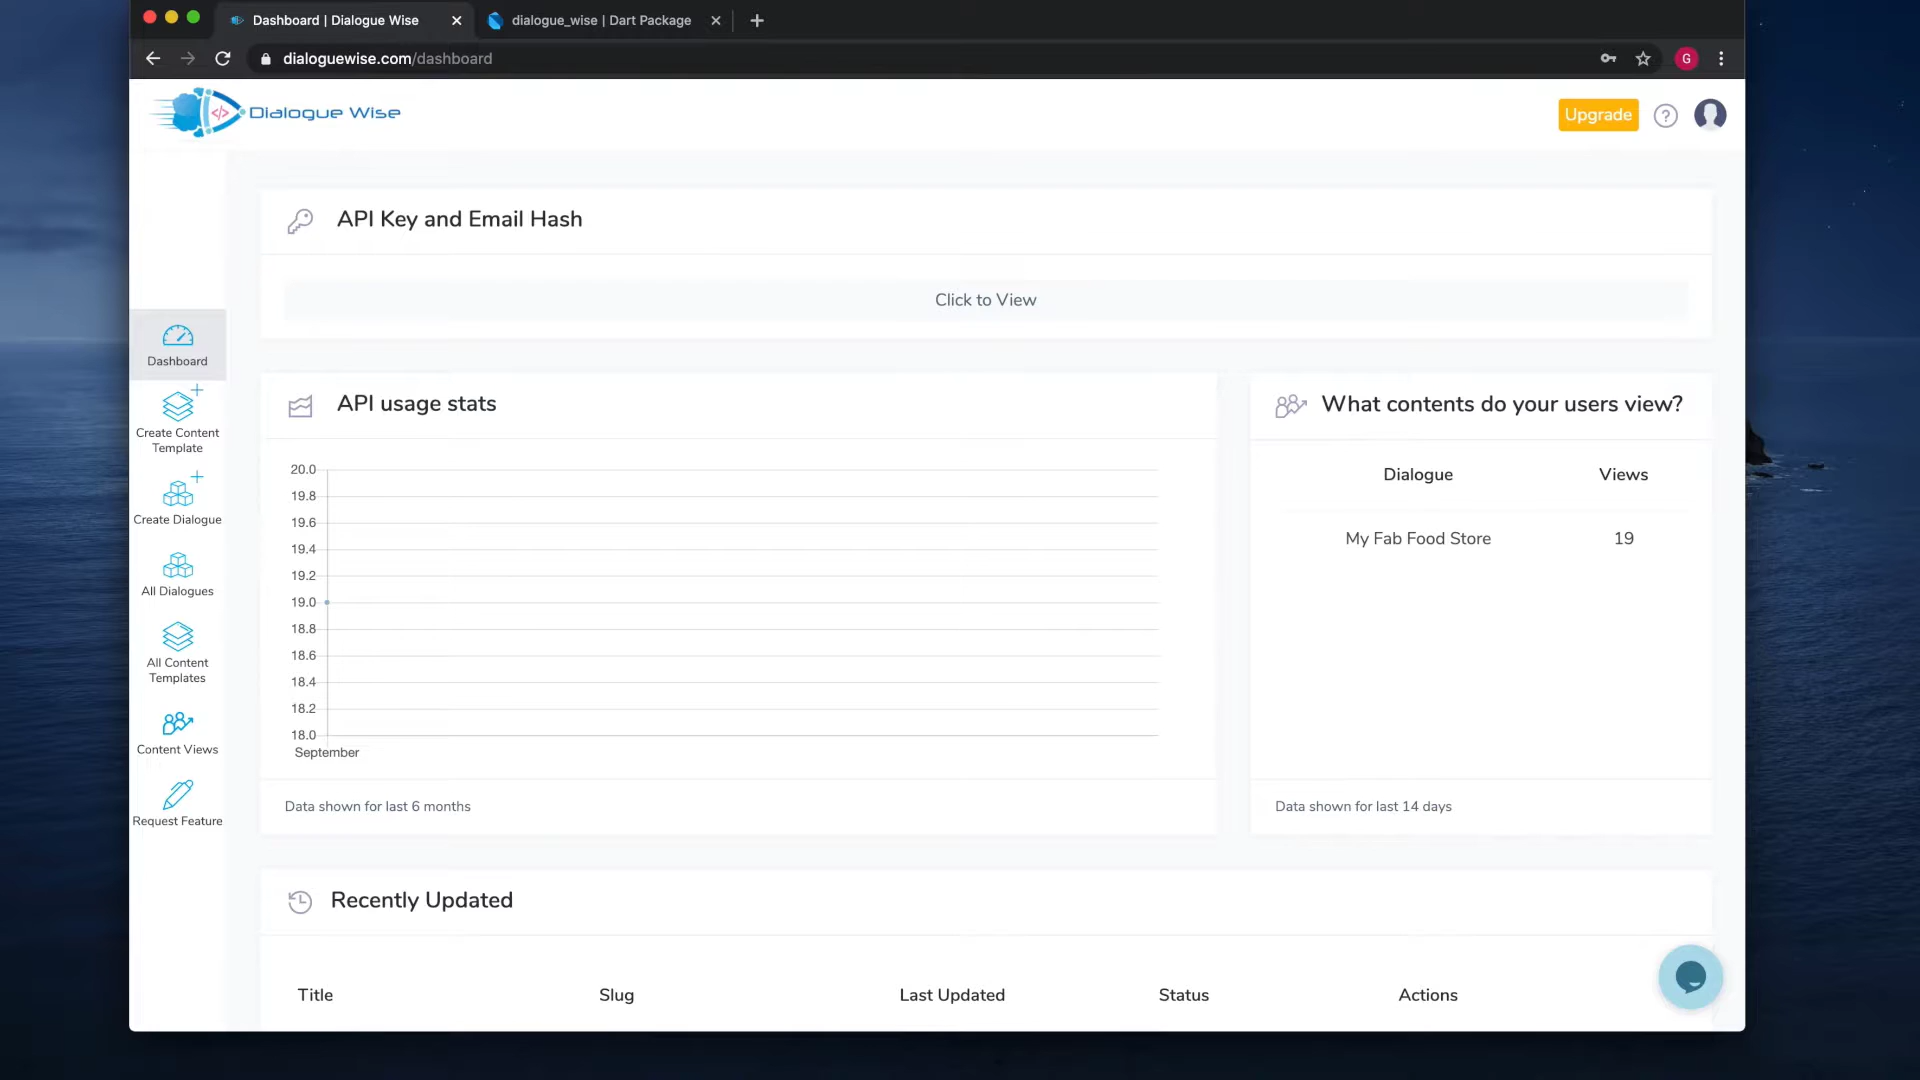 Dashboard | Dialogue Wise
dialogue_wise | Dart Package
dialoguewise.com/dashboard
G
</>
Dialogue Wise
Upgrade
?
API Key and Email Hash
Click to View
Dashboard
Create Content
Template
Create Dialogue
All Dialogues
All Content
Templates
Content Views
Request Feature
API usage stats
20.0
19.8
19.6
19.4
19.2
19.0
18.8
18.6
18.4
18.2
18.0
September
Data shown for last 6 months
What contents do your users view?
Dialogue Views
My Fab Food Store 19
Data shown for last 14 days
Recently Updated
Title Slug Last Updated Status Actions